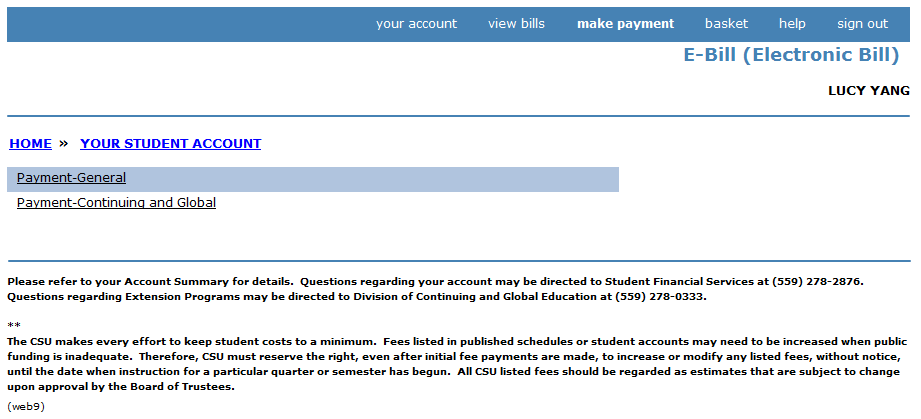 your account view bills make payment basket help sign out
E-Bill (Electronic Bill)
LUCY YANG
HOME » YOUR STUDENT ACCOUNT
Payment-General
Payment-Continuing and Global
Please refer to your Account Summary for details.  Questions regarding your account may be directed to Student Financial Services at (559) 278-2876.
Questions regarding Extension Programs may be directed to Division of Continuing and Global Education at (559) 278-0333.
**
The CSU makes every effort to keep student costs to a minimum.  Fees listed in published schedules or student accounts may need to be increased when public
funding is inadequate.  Therefore, CSU must reserve the right, even after initial fee payments are made, to increase or modify any listed fees, without notice,
until the date when instruction for a particular quarter or semester has begun.  All CSU listed fees should be regarded as estimates that are subject to change
upon approval by the Board of Trustees.
(web9)